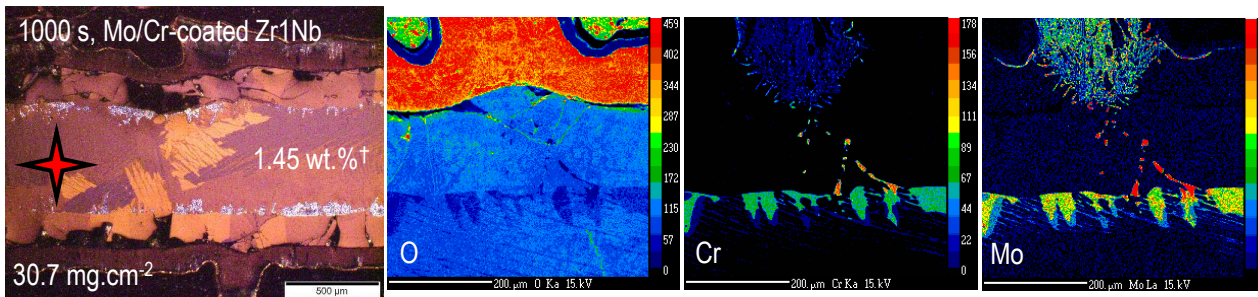 1000 s, Mo/Cr-coated Zr1Nb
1.45 wt.%†
30.7 mg.cm-2
500 µm
O
200. µm O Ka 15.kV
459
402
344
287
230
172
115
57
0
Cr
200. µm Cr Ka 15.kV
178
156
134
111
89
67
44
22
0
Mo
200. µm Mo La 15.kV